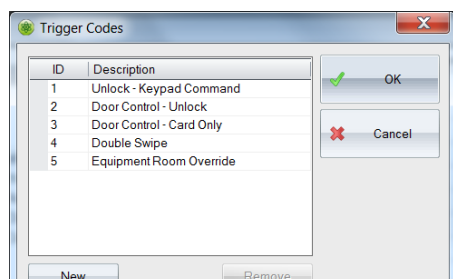 Trigger Codes
ID Description
1 Unlock - Keypad Command
2 Door Control - Unlock
3 Door Control - Card Only
4 Double Swipe
5 Equipment Room Override
OK
Cancel
New Remove